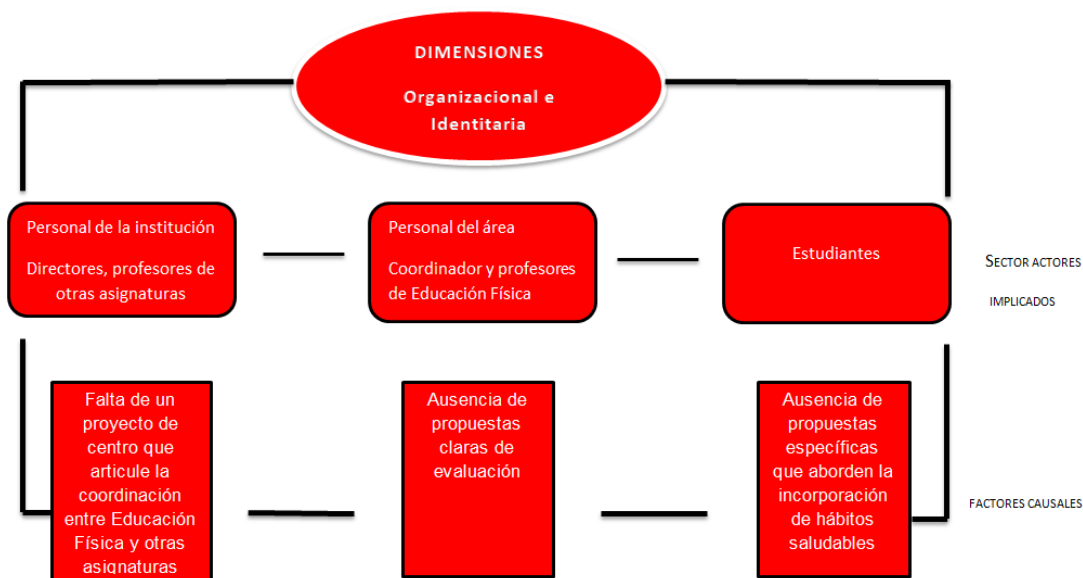 DIMENSIONES
Organizacional e
Identitaria
Personal de la institución
Directores, profesores de
otras asignaturas
Personal del área
Coordinador y profesores
de Educación Física
Estudiantes
SECTOR ACTORES
IMPLICADOS
Falta de un
proyecto de
centro que
articule la
coordinación
entre Educación
Física y otras
asignaturas
Ausencia de
propuestas
claras de
evaluación
Ausencia de
propuestas
específicas
que aborden la
incorporación
de hábitos
saludables
FACTORES CAUSALES